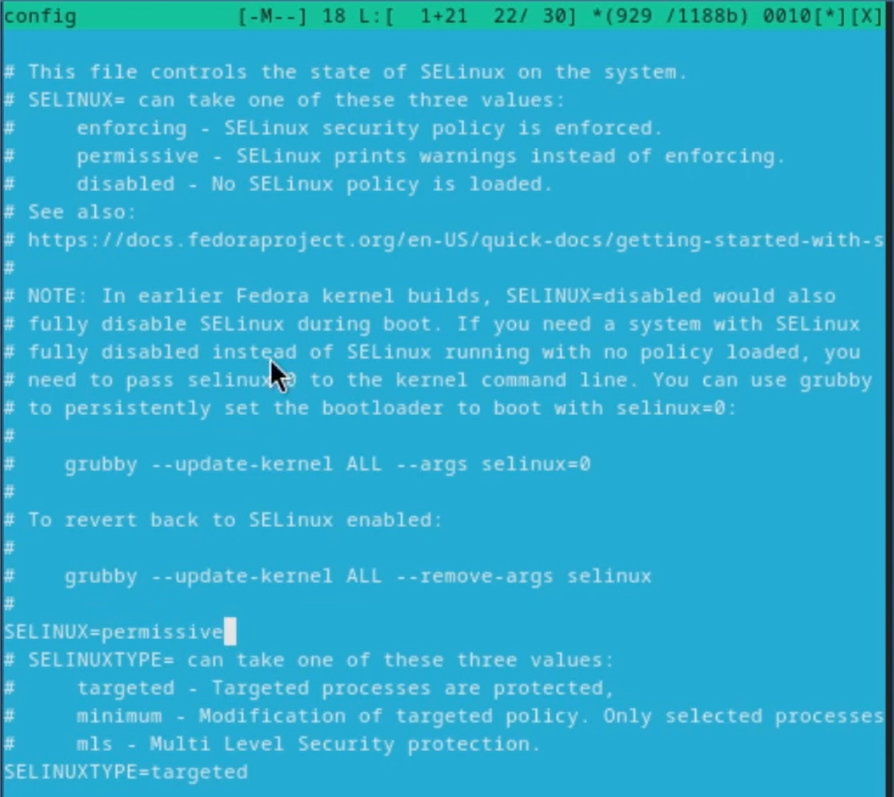 config [-M--] 18 L:[ 1+21 22/ 30] *(929 /1188b) 0010[*][X]
# This file controls the state of SELinux on the system.
# SELINUX= can take one of these three values:
#     enforcing - SELinux security policy is enforced.
#     permissive - SELinux prints warnings instead of enforcing.
#     disabled - No SELinux policy is loaded.
# See also:
# https://docs.fedoraproject.org/en-US/quick-docs/getting-started-with-s
#
# NOTE: In earlier Fedora kernel builds, SELINUX=disabled would also
# fully disable SELinux during boot. If you need a system with SELinux
# fully disabled instead of SELinux running with no policy loaded, you
# need to pass selinux=0 to the kernel command line. You can use grubby
# to persistently set the bootloader to boot with selinux=0:
#
#    grubby --update-kernel ALL --args selinux=0
#
# To revert back to SELinux enabled:
#
#    grubby --update-kernel ALL --remove-args selinux
#
SELINUX=permissive
# SELINUXTYPE= can take one of these three values:
#     targeted - Targeted processes are protected,
#     minimum - Modification of targeted policy. Only selected processes
#     mls - Multi Level Security protection.
SELINUXTYPE=targeted